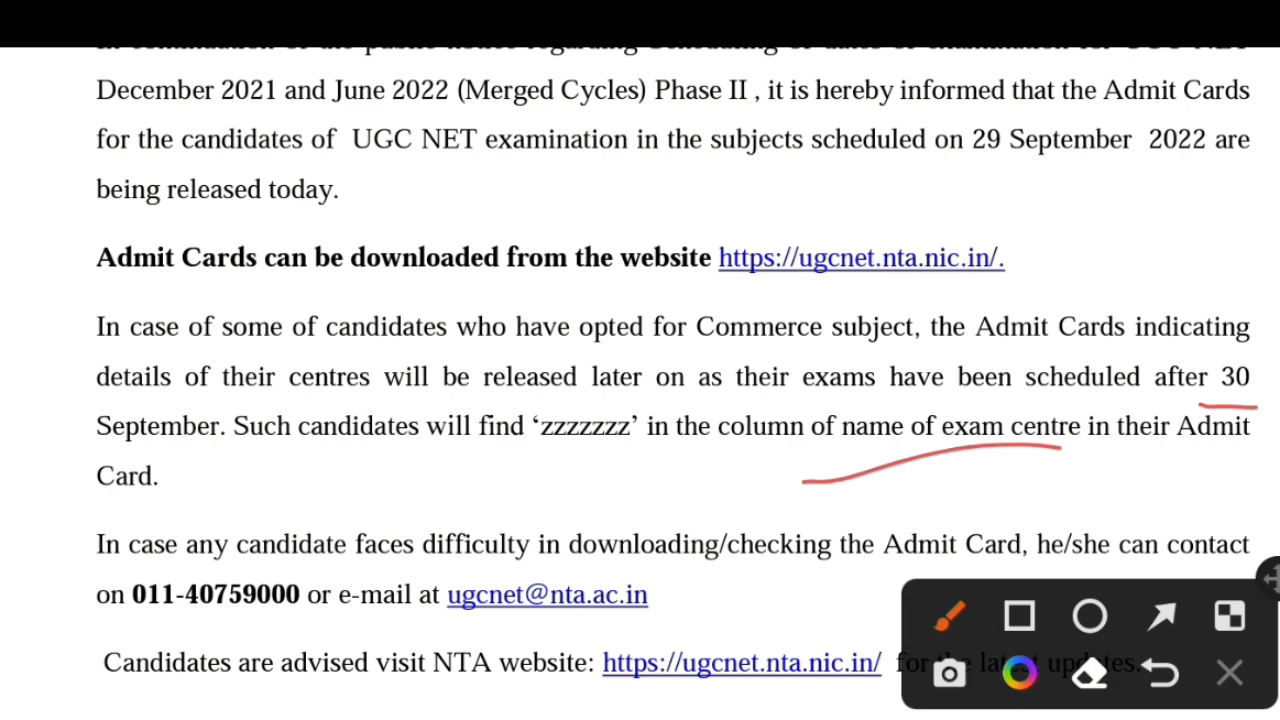 December 2021 and June 2022 (Merged Cycles) Phase II , it is hereby informed that the Admit Cards
for the candidates of UGC NET examination in the subjects scheduled on 29 September 2022 are
being released today.
Admit Cards can be downloaded from the website https://ugcnet.nta.nic.in/.
In case of some of candidates who have opted for Commerce subject, the Admit Cards indicating
details of their centres will be released later on as their exams have been scheduled after 30
September. Such candidates will find ‘zzzzzzz’ in the column of name of exam centre in their Admit
Card.
In case any candidate faces difficulty in downloading/checking the Admit Card, he/she can contact
on 011-40759000 or e-mail at ugcnet@nta.ac.in
Candidates are advised visit NTA website: https://ugcnet.nta.nic.in/ for the latest updates.